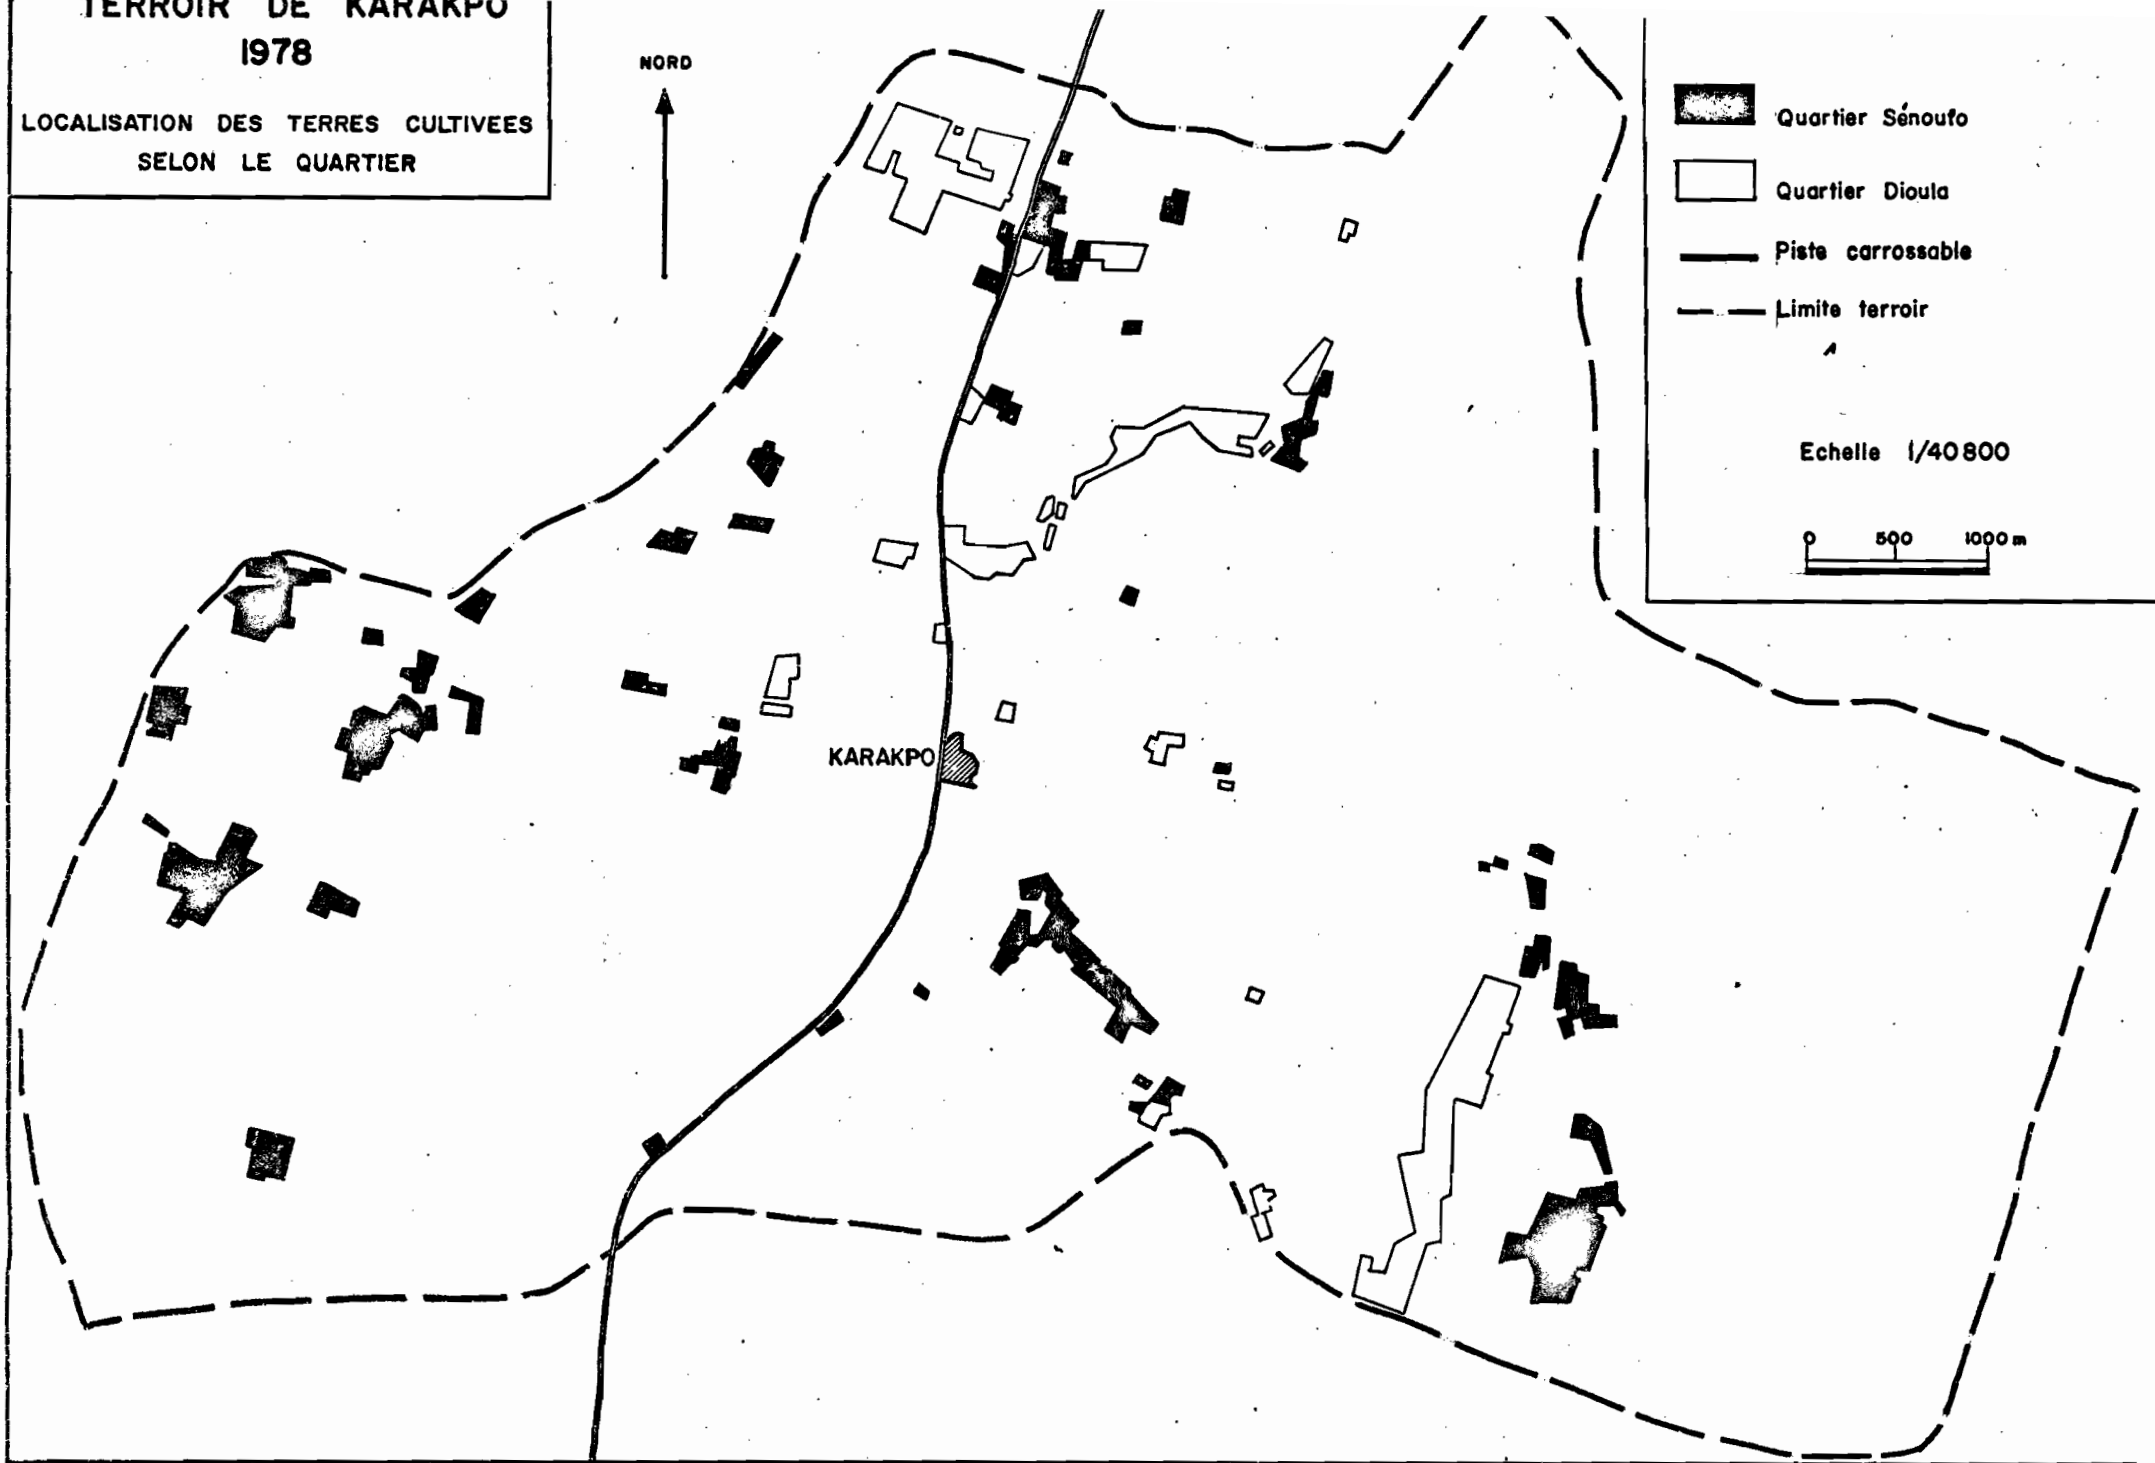 TERROIR DE KARAKPO
1978
LOCALISATION DES TERRES CULTIVEES
SELON LE QUARTIER
NORD
Quartier Sénoufo
Quartier Dioula
Piste carrossable
Limite terroir
Echelle 1/40800
0 500 1000 m
KARAKPO